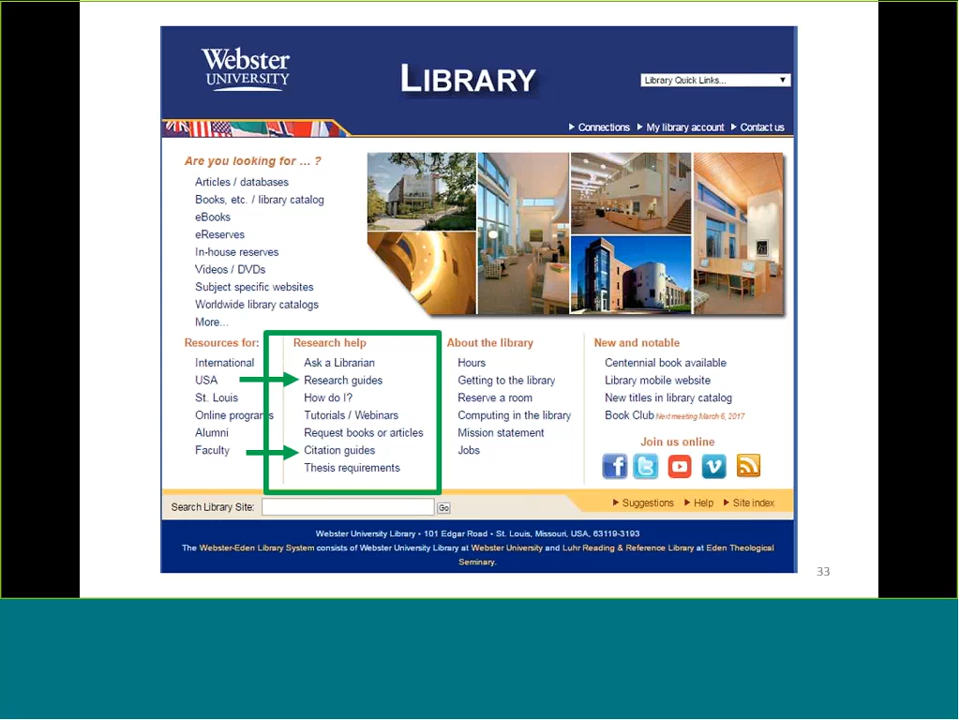 Webster
UNIVERSITY
LIBRARY
Library Quick Links...
Connections My library account Contact us
Are you looking for ... ?
Articles / databases
Books, etc. / library catalog
eBooks
eReserves
In-house reserves
Videos / DVDs
Subject specific websites
Worldwide library catalogs
More...
Resources for:
International
USA
St. Louis
Online programs
Alumni
Faculty
Research help
Ask a Librarian
Research guides
How do I?
Tutorials / Webinars
Request books or articles
Citation guides
Thesis requirements
About the library
Hours
Getting to the library
Reserve a room
Computing in the library
Mission statement
Jobs
New and notable
Centennial book available
Library mobile website
New titles in library catalog
Book Club Next meeting March 6, 2017
Join us online
Search Library Site: Go
Suggestions Help Site index
Webster University Library • 101 Edgar Road • St. Louis, Missouri, USA, 63119-3193
The Webster-Eden Library System consists of Webster University Library at Webster University and Luhr Reading & Reference Library at Eden Theological
Seminary.
33